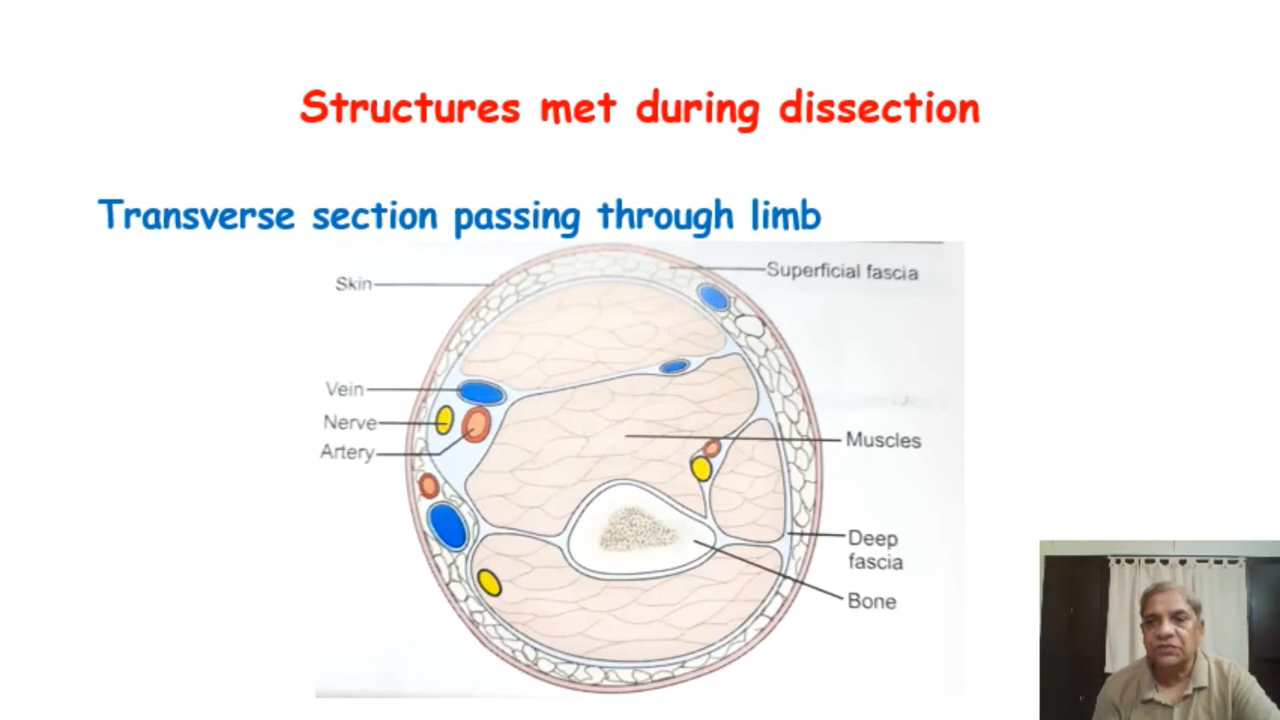 Structures met during dissection
Transverse section passing through limb
Superficial fascia
Skin
Vein
Nerve
Artery
Muscles
Deep
fascia
Bone